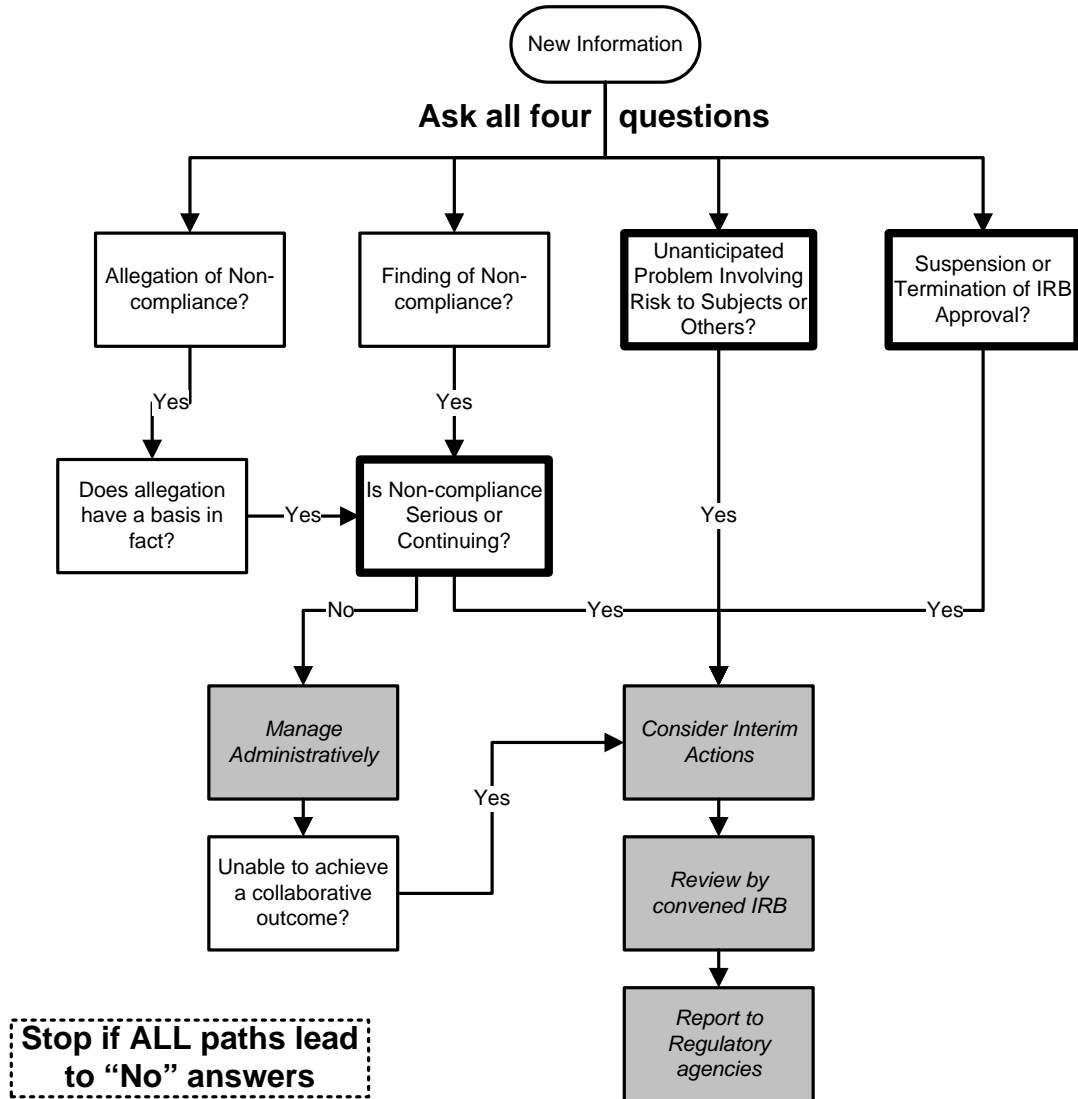 New Information
Ask all four questions
Allegation of Non-
compliance?
Finding of Non-
compliance?
Unanticipated
Problem Involving
Risk to Subjects or
Others?
Suspension or
Termination of IRB
Approval?
Yes
Yes
Does allegation
have a basis in
fact?
Yes
Is Non-compliance
Serious or
Continuing?
Yes
No
Yes
Yes
Manage
Administratively
Consider Interim
Actions
Yes
Unable to achieve
a collaborative
outcome?
Review by
convened IRB
Report to
Regulatory
agencies
Stop if ALL paths lead
to “No” answers